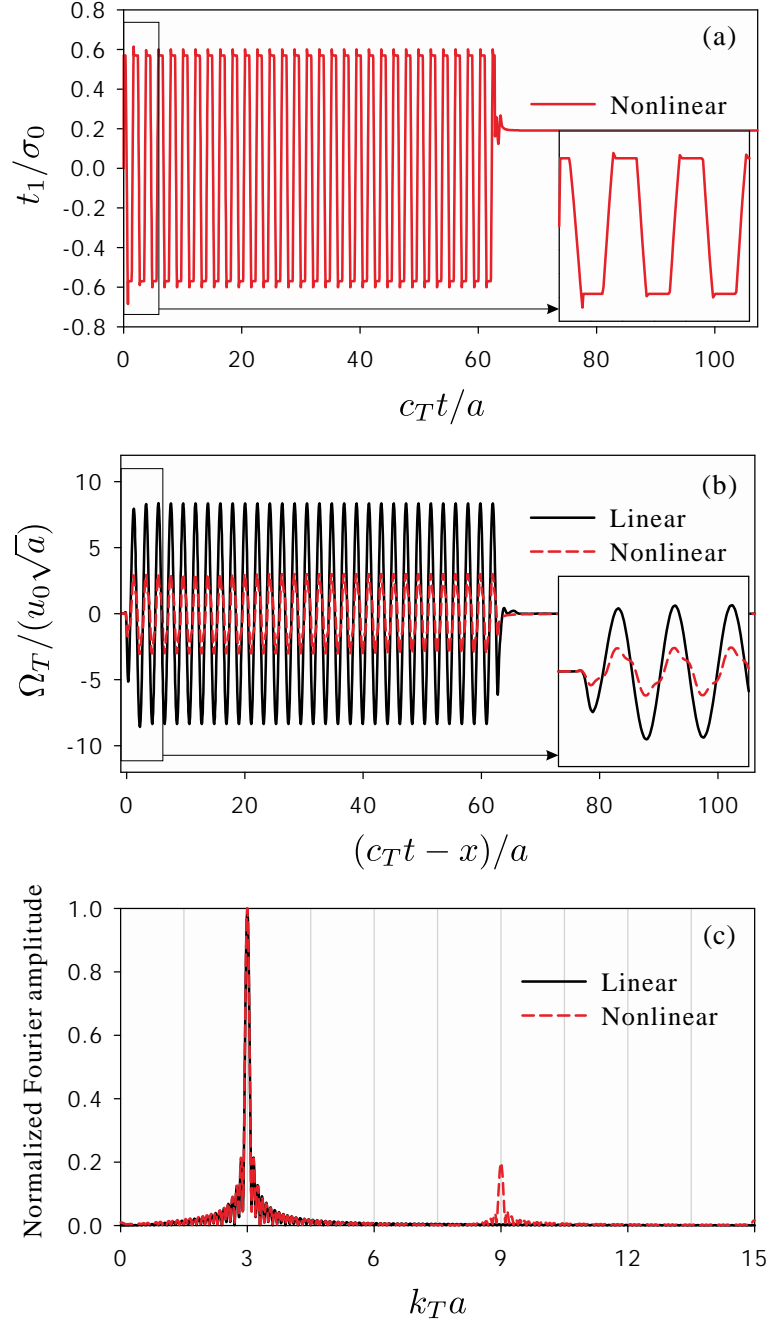 0.8
(a)
0.6
0.4
Nonlinear
0.2
t₁/σ₀
0.0
-0.2
-0.4
-0.6
-0.8
0 20 40 60 80 100
c_T t/a
10
(b)
Linear
5
Nonlinear
Ω_T/(u₀√a)
0
-5
-10
0 20 40 60 80 100
(c_T t − x)/a
1.0
(c)
0.8
Linear
Nonlinear
0.6
Normalized Fourier amplitude
0.4
0.2
0.0
0 3 6 9 12 15
k_T a